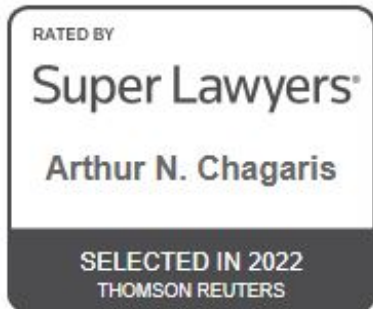 RATED BY
Super Lawyers®
Arthur N. Chagaris
SELECTED IN 2022
THOMSON REUTERS